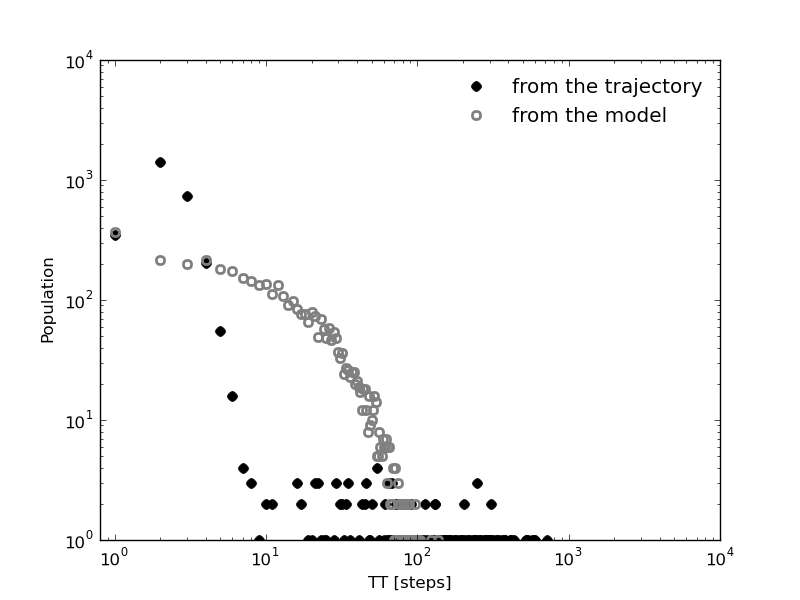 10^4
from the trajectory
from the model
10^3
10^2
10^1
10^0
Population
10^0 10^1 10^2 10^3 10^4
TT [steps]